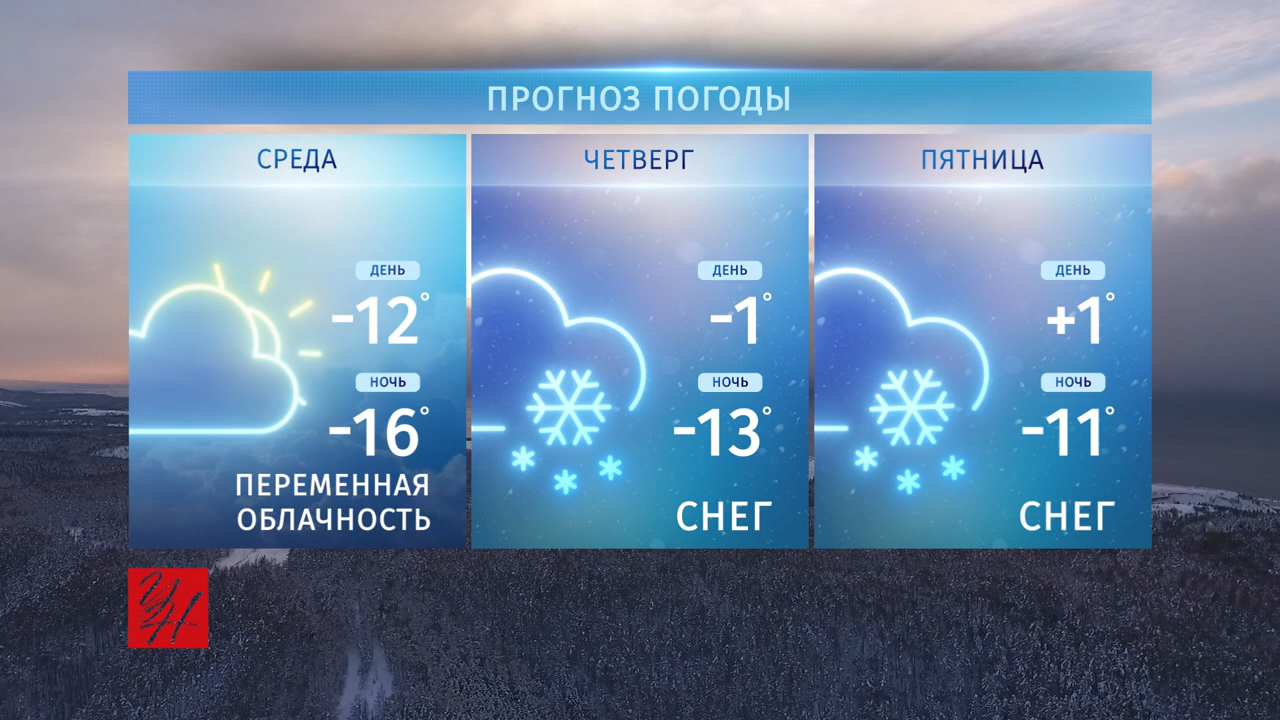 ПРОГНОЗ ПОГОДЫ
СРЕДА
ДЕНЬ
-12°
НОЧЬ
-16°
ПЕРЕМЕННАЯ
ОБЛАЧНОСТЬ
ЧЕТВЕРГ
ДЕНЬ
-1°
НОЧЬ
-13°
СНЕГ
ПЯТНИЦА
ДЕНЬ
+1°
НОЧЬ
-11°
СНЕГ
УН